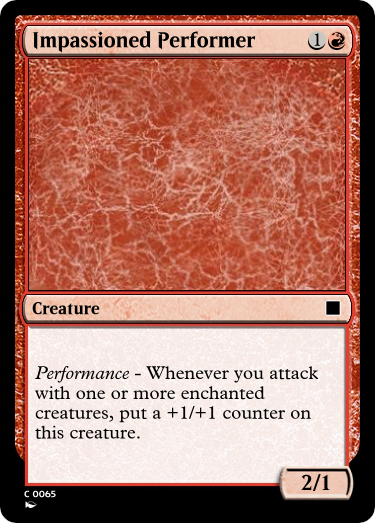 Impassioned Performer 1
Creature
Performance - Whenever you attack
with one or more enchanted
creatures, put a +1/+1 counter on
this creature.
2/1
C 0065